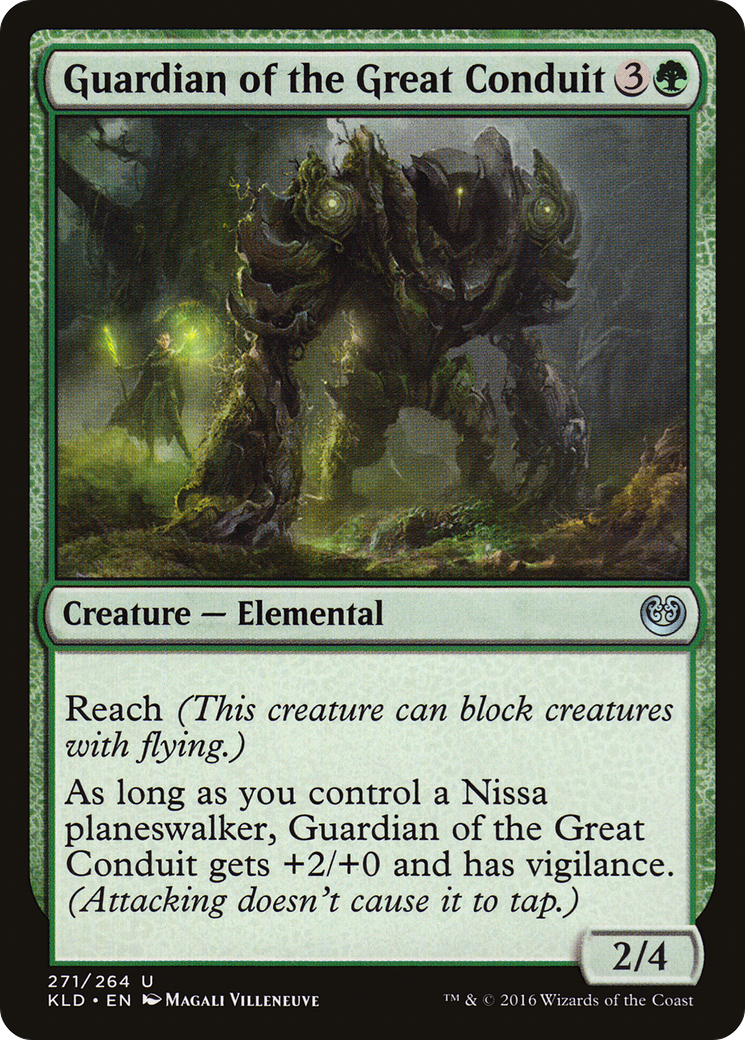 Guardian of the Great Conduit 3
Creature — Elemental
Reach (This creature can block creatures
with flying.)
As long as you control a Nissa
planeswalker, Guardian of the Great
Conduit gets +2/+0 and has vigilance.
(Attacking doesn't cause it to tap.)
2/4
271/264 U
KLD • EN Magali Villeneuve
™ & © 2016 Wizards of the Coast